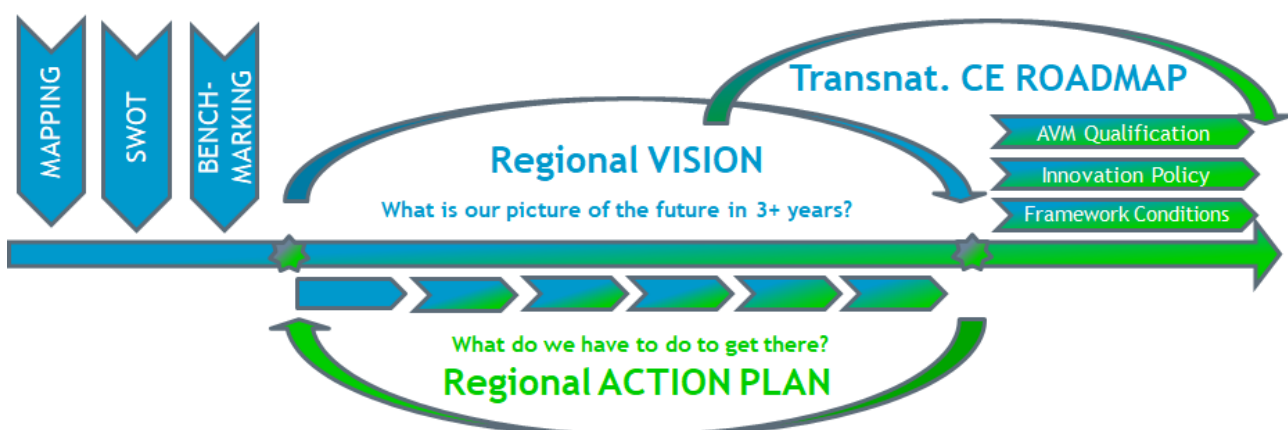 MAPPING
SWOT
BENCH-
MARKING
Regional VISION
What is our picture of the future in 3+ years?
Transnat. CE ROADMAP
AVM Qualification
Innovation Policy
Framework Conditions
What do we have to do to get there?
Regional ACTION PLAN